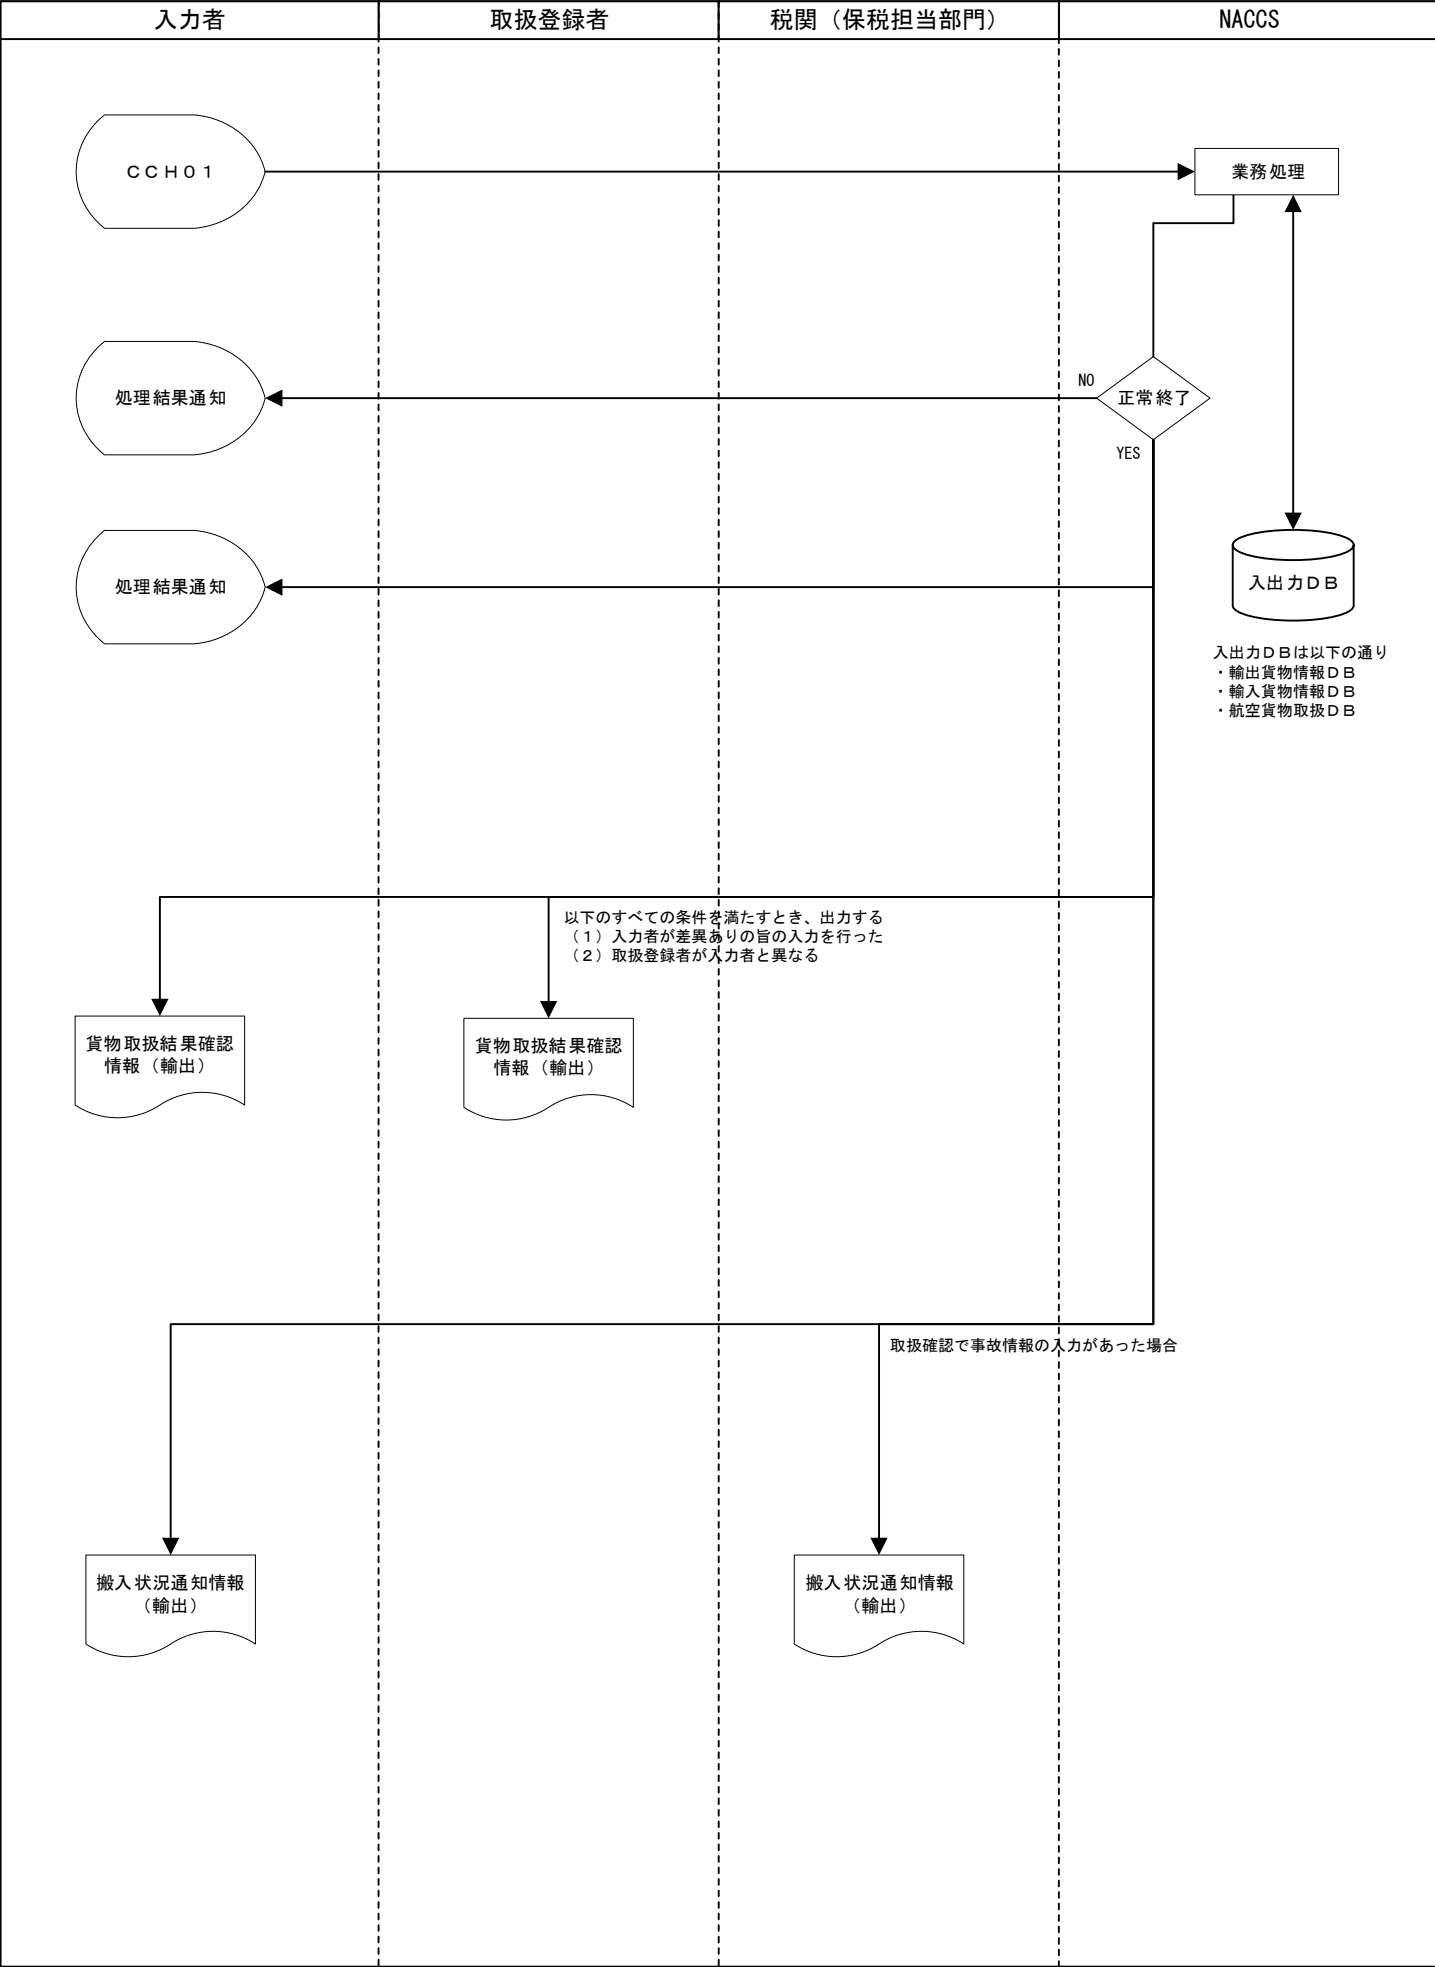 入力者
取扱登録者
税関（保税担当部門）
NACCS
ＣＣＨ０１
業務処理
処理結果通知
NO
正常終了
YES
処理結果通知
入出力ＤＢ
入出力ＤＢは以下の通り
・輸出貨物情報ＤＢ
・輸入貨物情報ＤＢ
・航空貨物取扱ＤＢ
以下のすべての条件を満たすとき、出力する
（１）入力者が差異ありの旨の入力を行った
（２）取扱登録者が入力者と異なる
貨物取扱結果確認
情報（輸出）
貨物取扱結果確認
情報（輸出）
取扱確認で事故情報の入力があった場合
搬入状況通知情報
（輸出）
搬入状況通知情報
（輸出）